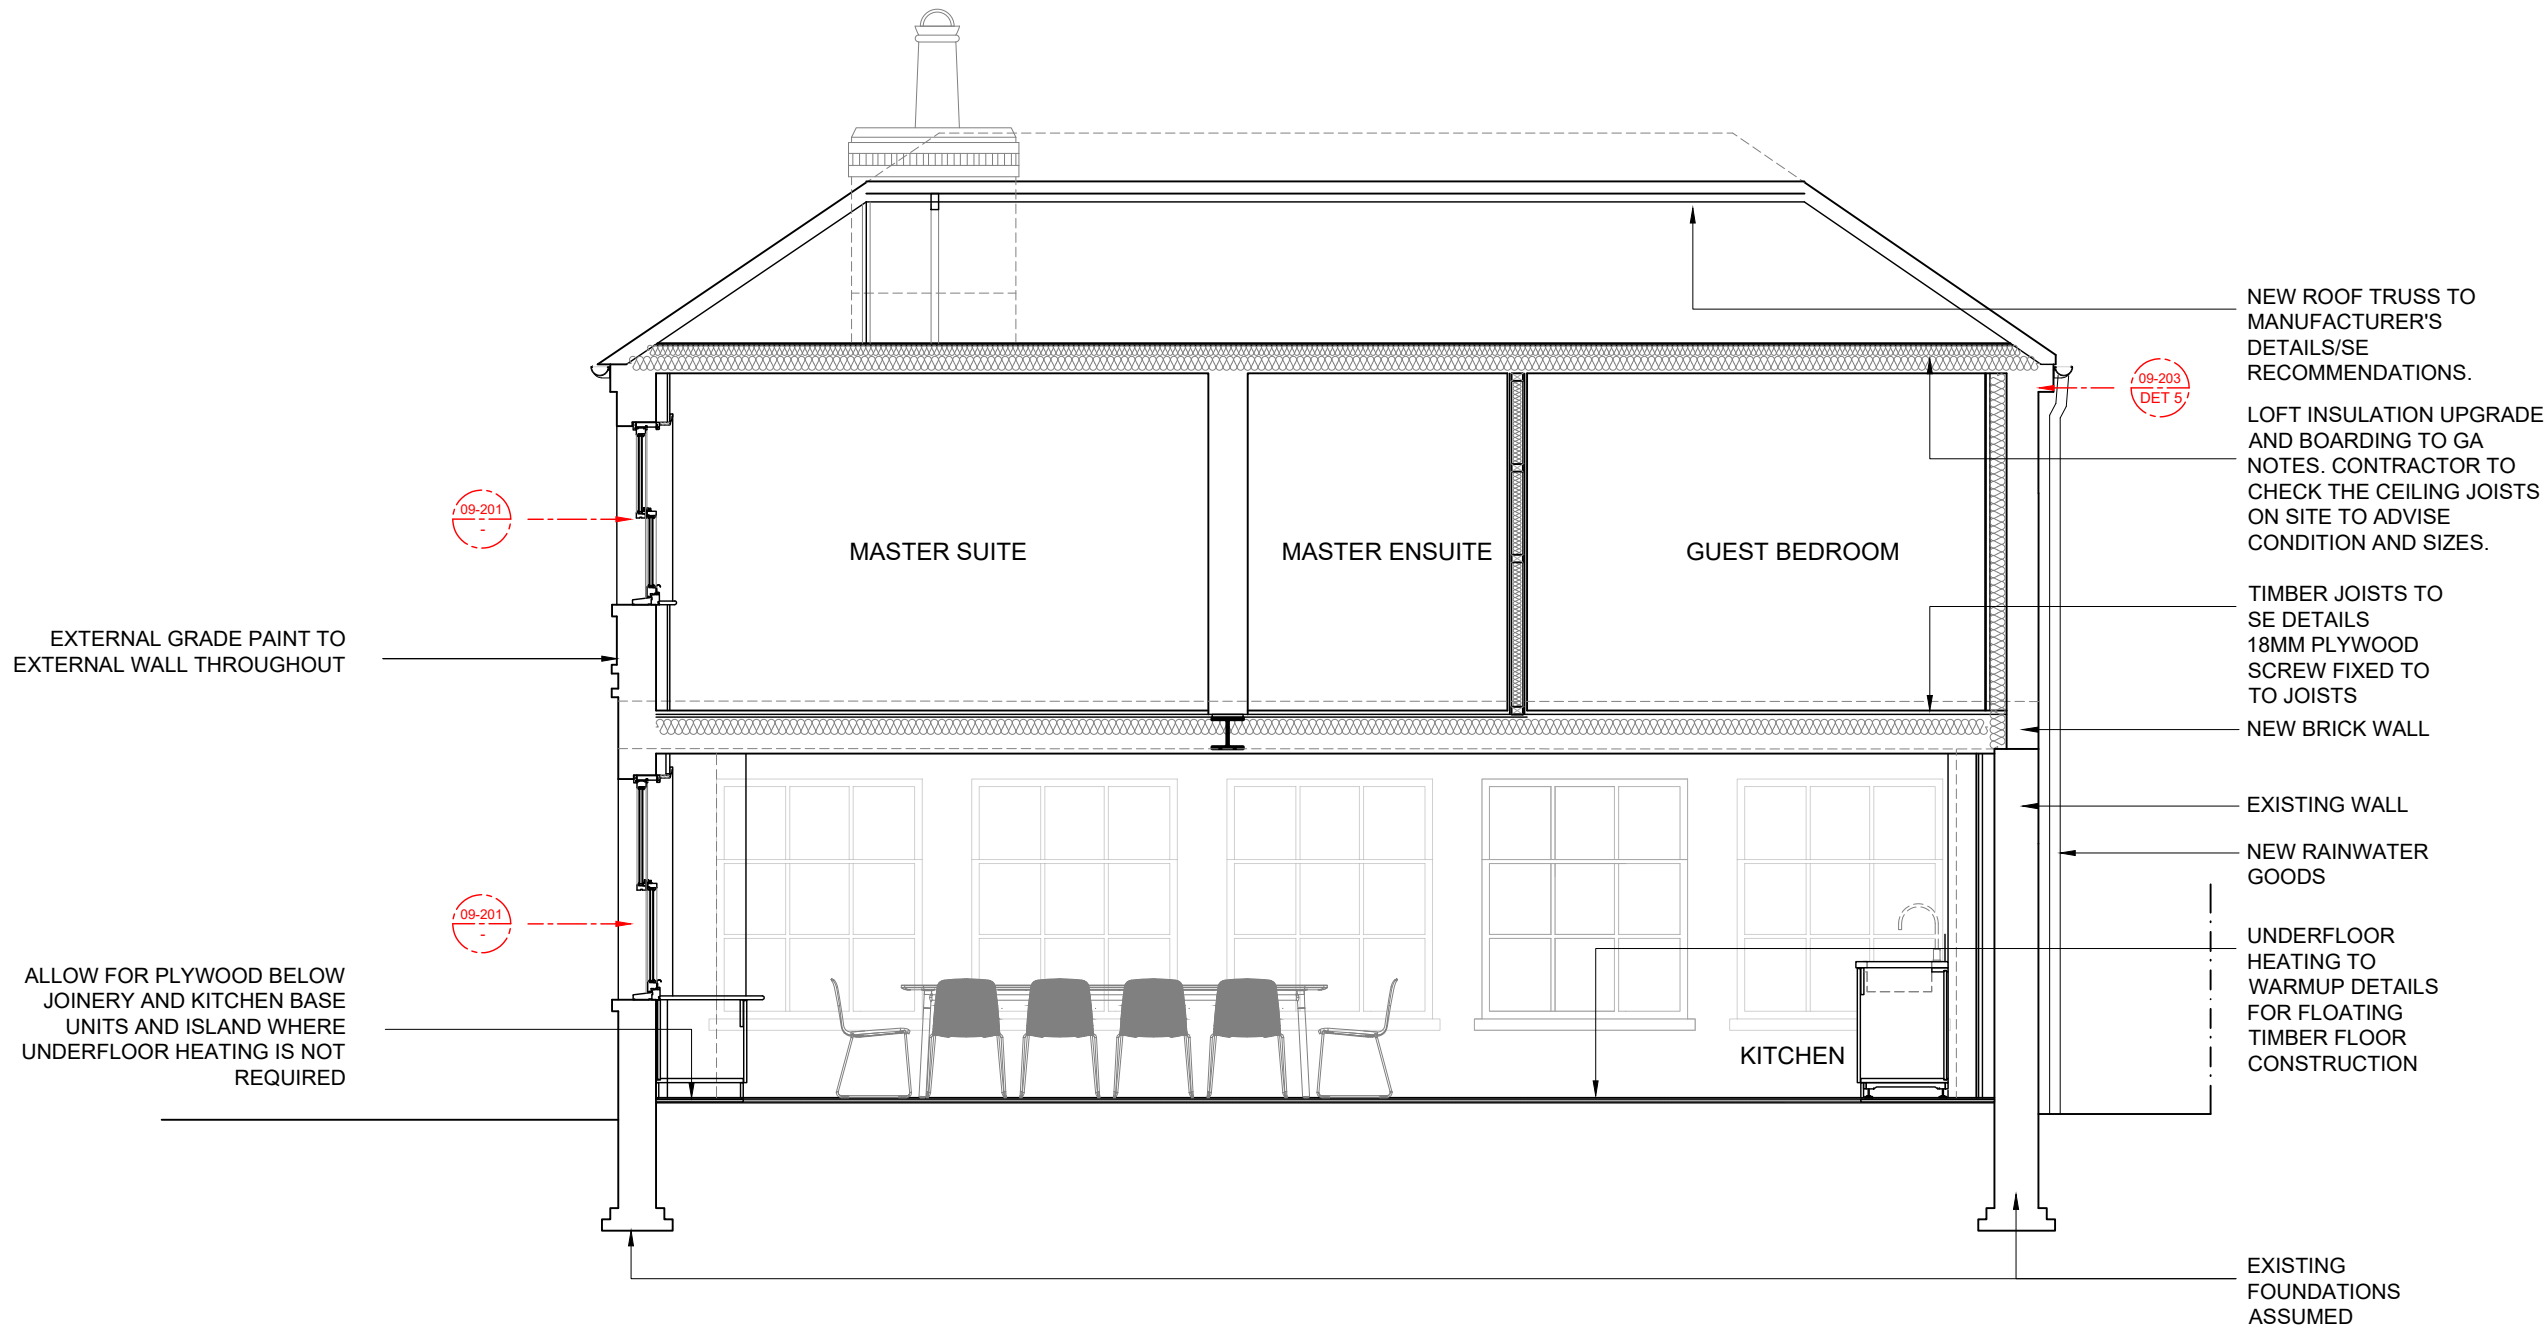 NEW ROOF TRUSS TO
MANUFACTURER'S
DETAILS/SE
RECOMMENDATIONS.
09-203
DET 5
LOFT INSULATION UPGRADE
AND BOARDING TO GA
NOTES. CONTRACTOR TO
CHECK THE CEILING JOISTS
ON SITE TO ADVISE
CONDITION AND SIZES.
09-201
-
MASTER SUITE
MASTER ENSUITE
GUEST BEDROOM
TIMBER JOISTS TO
SE DETAILS
18MM PLYWOOD
SCREW FIXED TO
TO JOISTS
EXTERNAL GRADE PAINT TO
EXTERNAL WALL THROUGHOUT
NEW BRICK WALL
EXISTING WALL
NEW RAINWATER
GOODS
09-201
-
UNDERFLOOR
HEATING TO
WARMUP DETAILS
FOR FLOATING
TIMBER FLOOR
CONSTRUCTION
ALLOW FOR PLYWOOD BELOW
JOINERY AND KITCHEN BASE
UNITS AND ISLAND WHERE
UNDERFLOOR HEATING IS NOT
REQUIRED
KITCHEN
EXISTING
FOUNDATIONS
ASSUMED